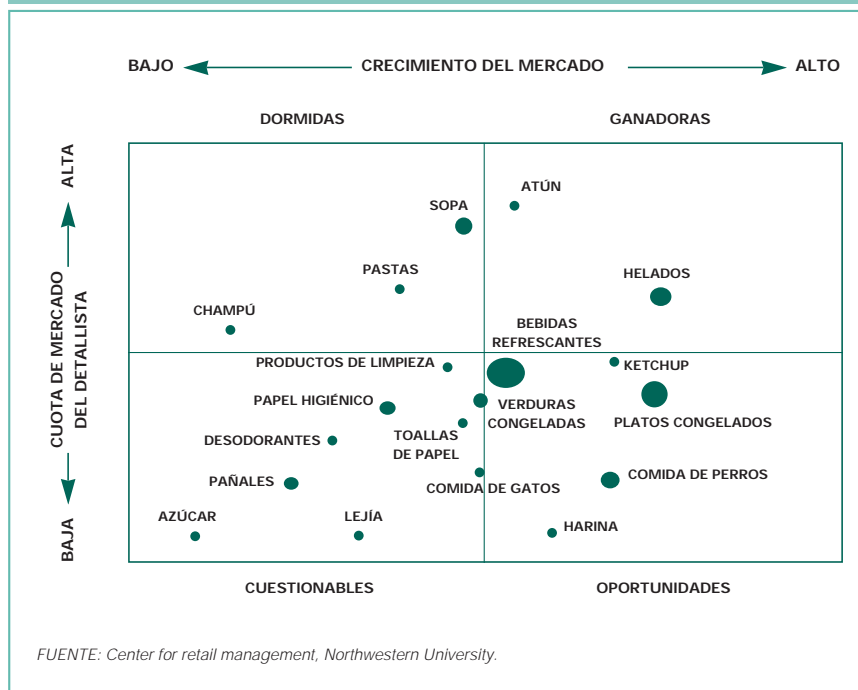 BAJO CRECIMIENTO DEL MERCADO ALTO
DORMIDAS GANADORAS
ALTA
CUOTA DE MERCADO
DEL DETALLISTA
BAJA
ATÚN
SOPA
PASTAS
HELADOS
CHAMPÚ
BEBIDAS
REFRESCANTES
PRODUCTOS DE LIMPIEZA
KETCHUP
PAPEL HIGIÉNICO
VERDURAS
CONGELADAS
PLATOS CONGELADOS
TOALLAS
DE PAPEL
DESODORANTES
PAÑALES
COMIDA DE GATOS
COMIDA DE PERROS
AZÚCAR
LEJÍA
HARINA
CUESTIONABLES OPORTUNIDADES
FUENTE: Center for retail management, Northwestern University.